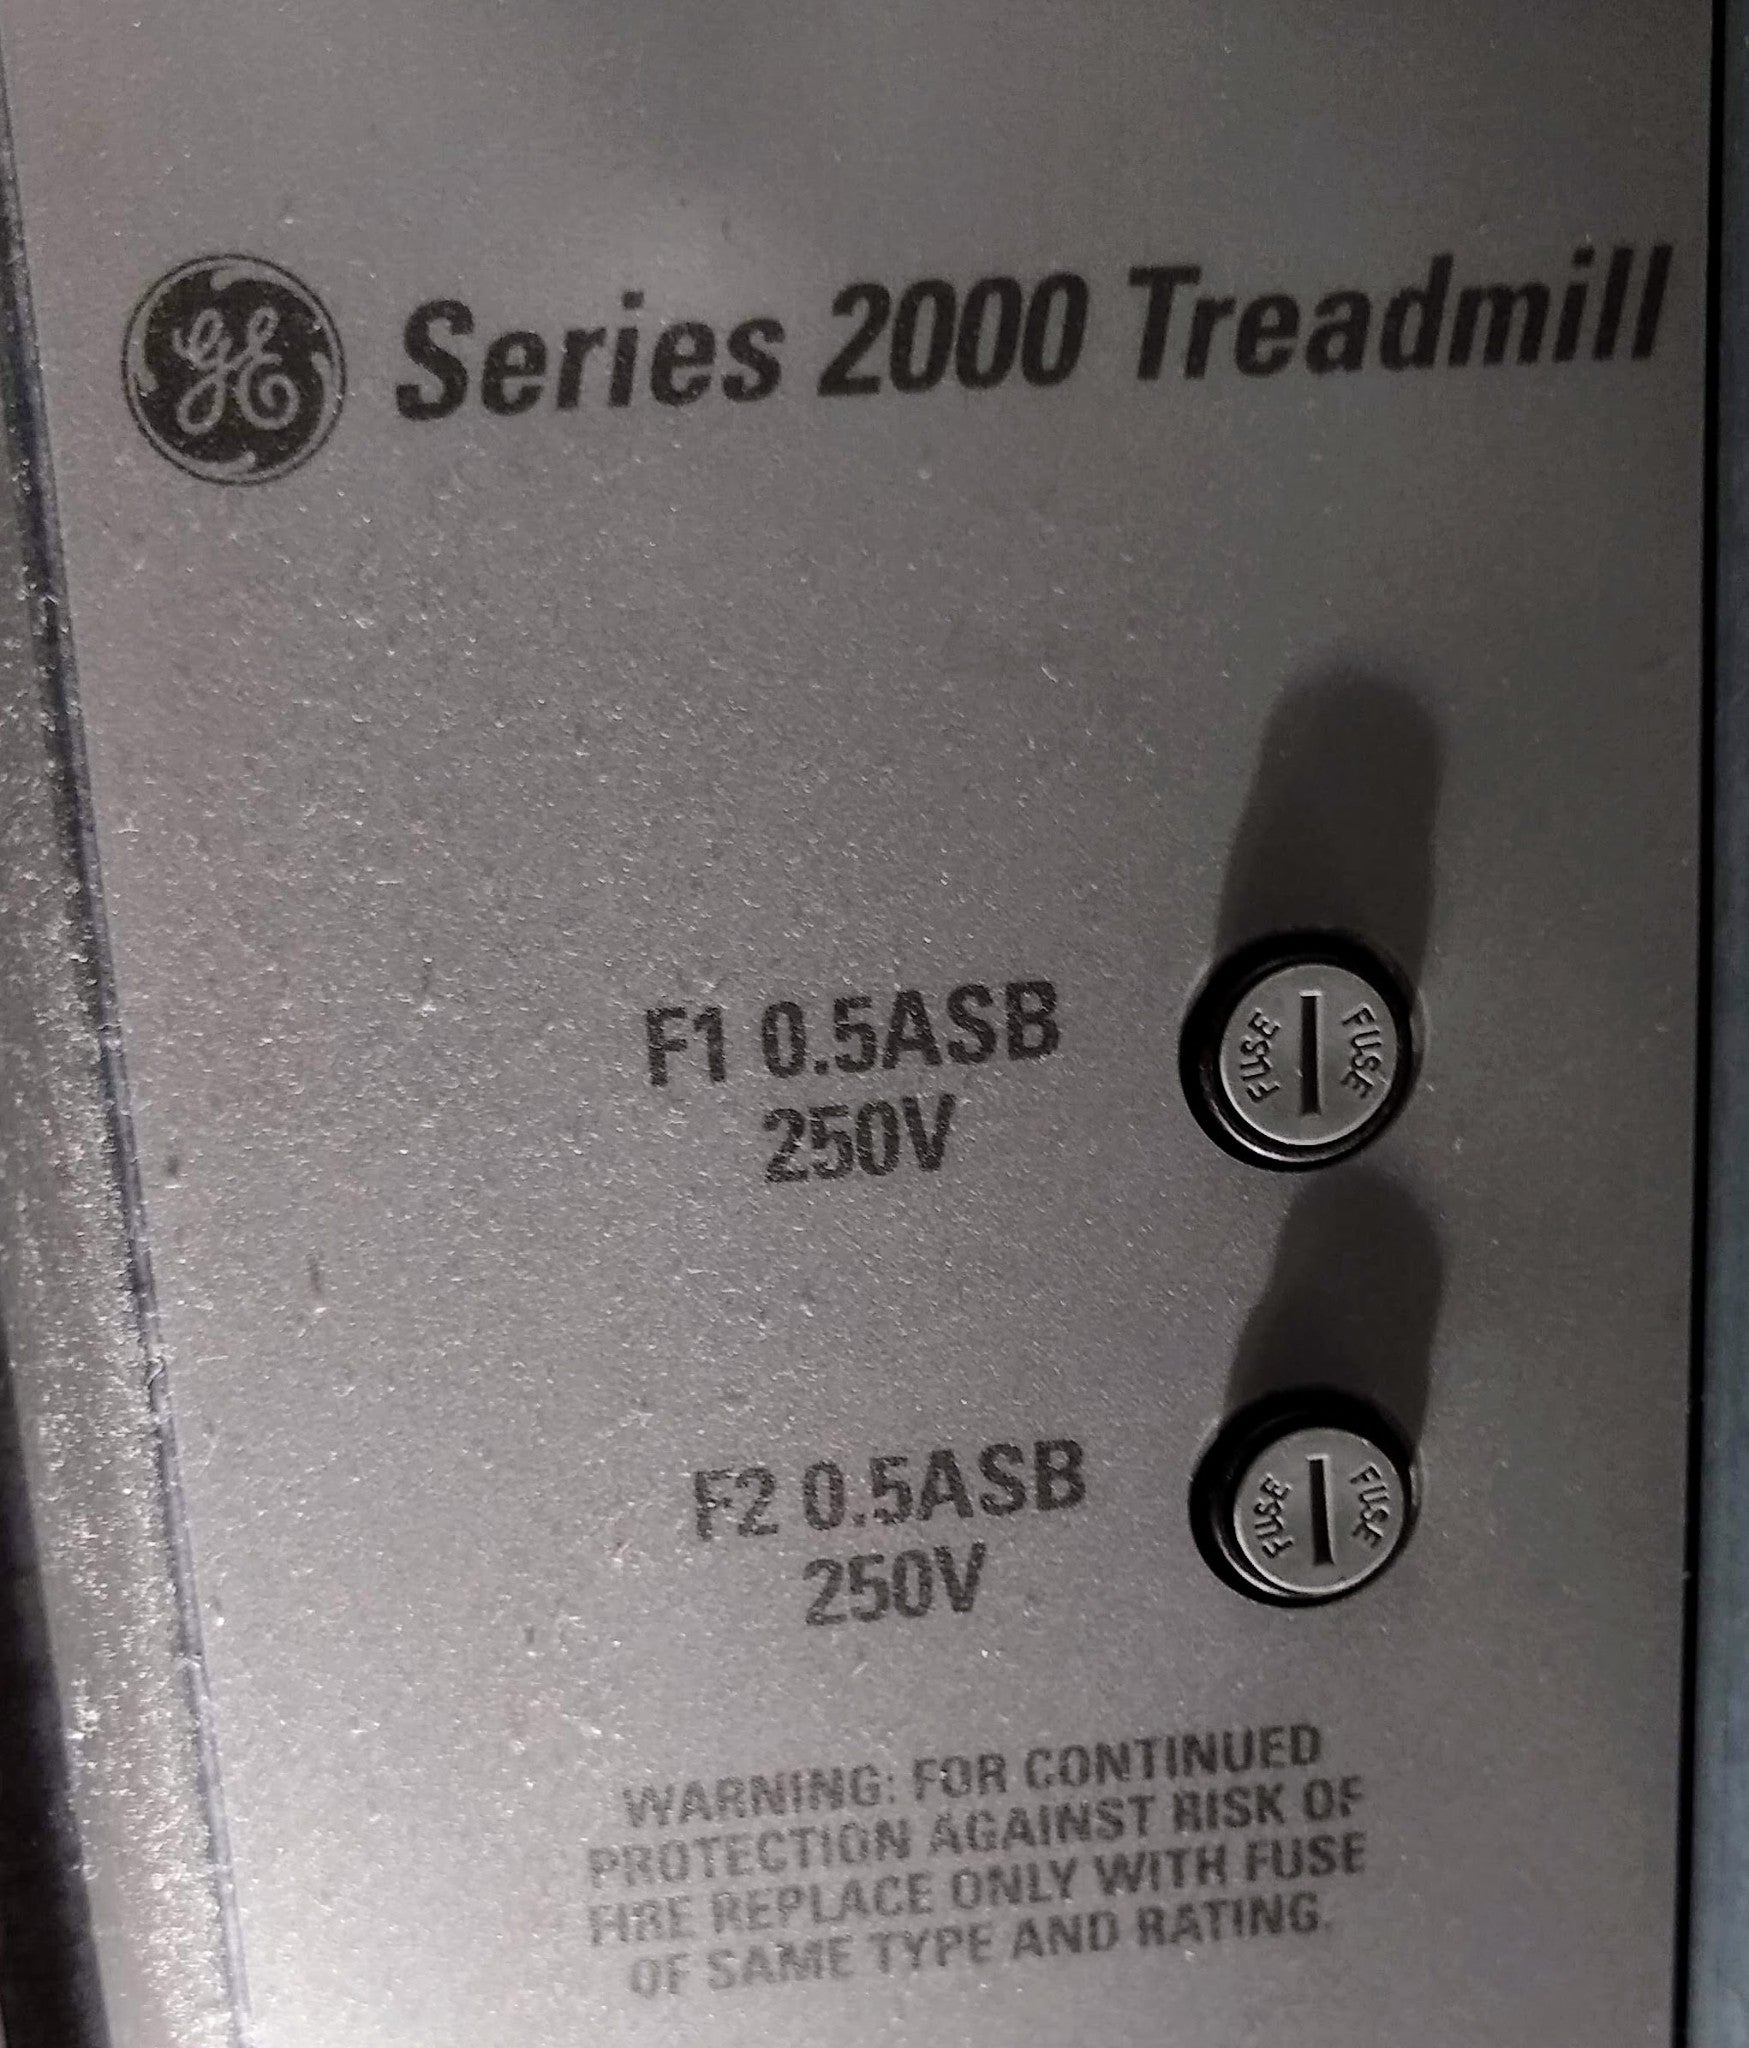 GE Series 2000 Treadmill
F1 0.5ASB
250V
FUSE FUSE
F2 0.5ASB
250V
FUSE FUSE
WARNING: FOR CONTINUED
PROTECTION AGAINST RISK OF
FIRE REPLACE ONLY WITH FUSE
OF SAME TYPE AND RATING.